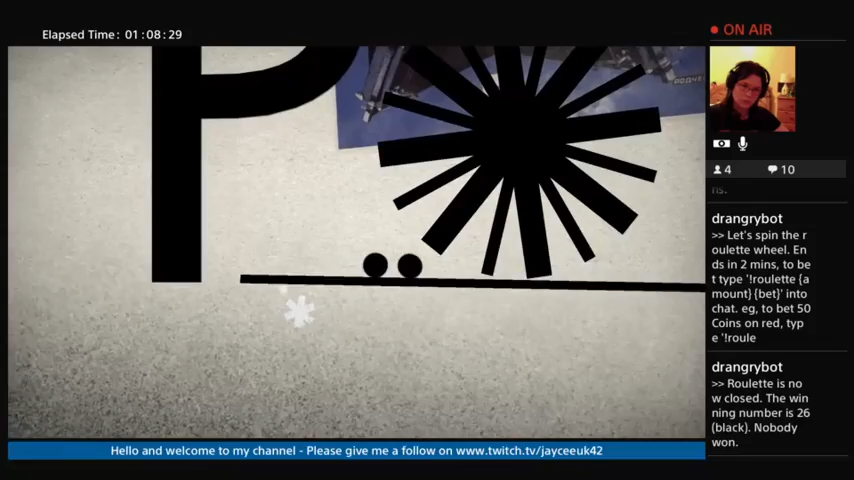 Elapsed Time: 01:08:29
ON AIR
P
4
10
drangrybot
>> Let's spin the r
oulette wheel. En
ds in 2 mins, to be
t type '!roulette {a
mount} {bet}' into
chat. eg, to bet 50
Coins on red, typ
e '!roule
drangrybot
>> Roulette is no
w closed. The win
ning number is 26
(black). Nobody
won.
Hello and welcome to my channel - Please give me a follow on www.twitch.tv/jayceeuk42